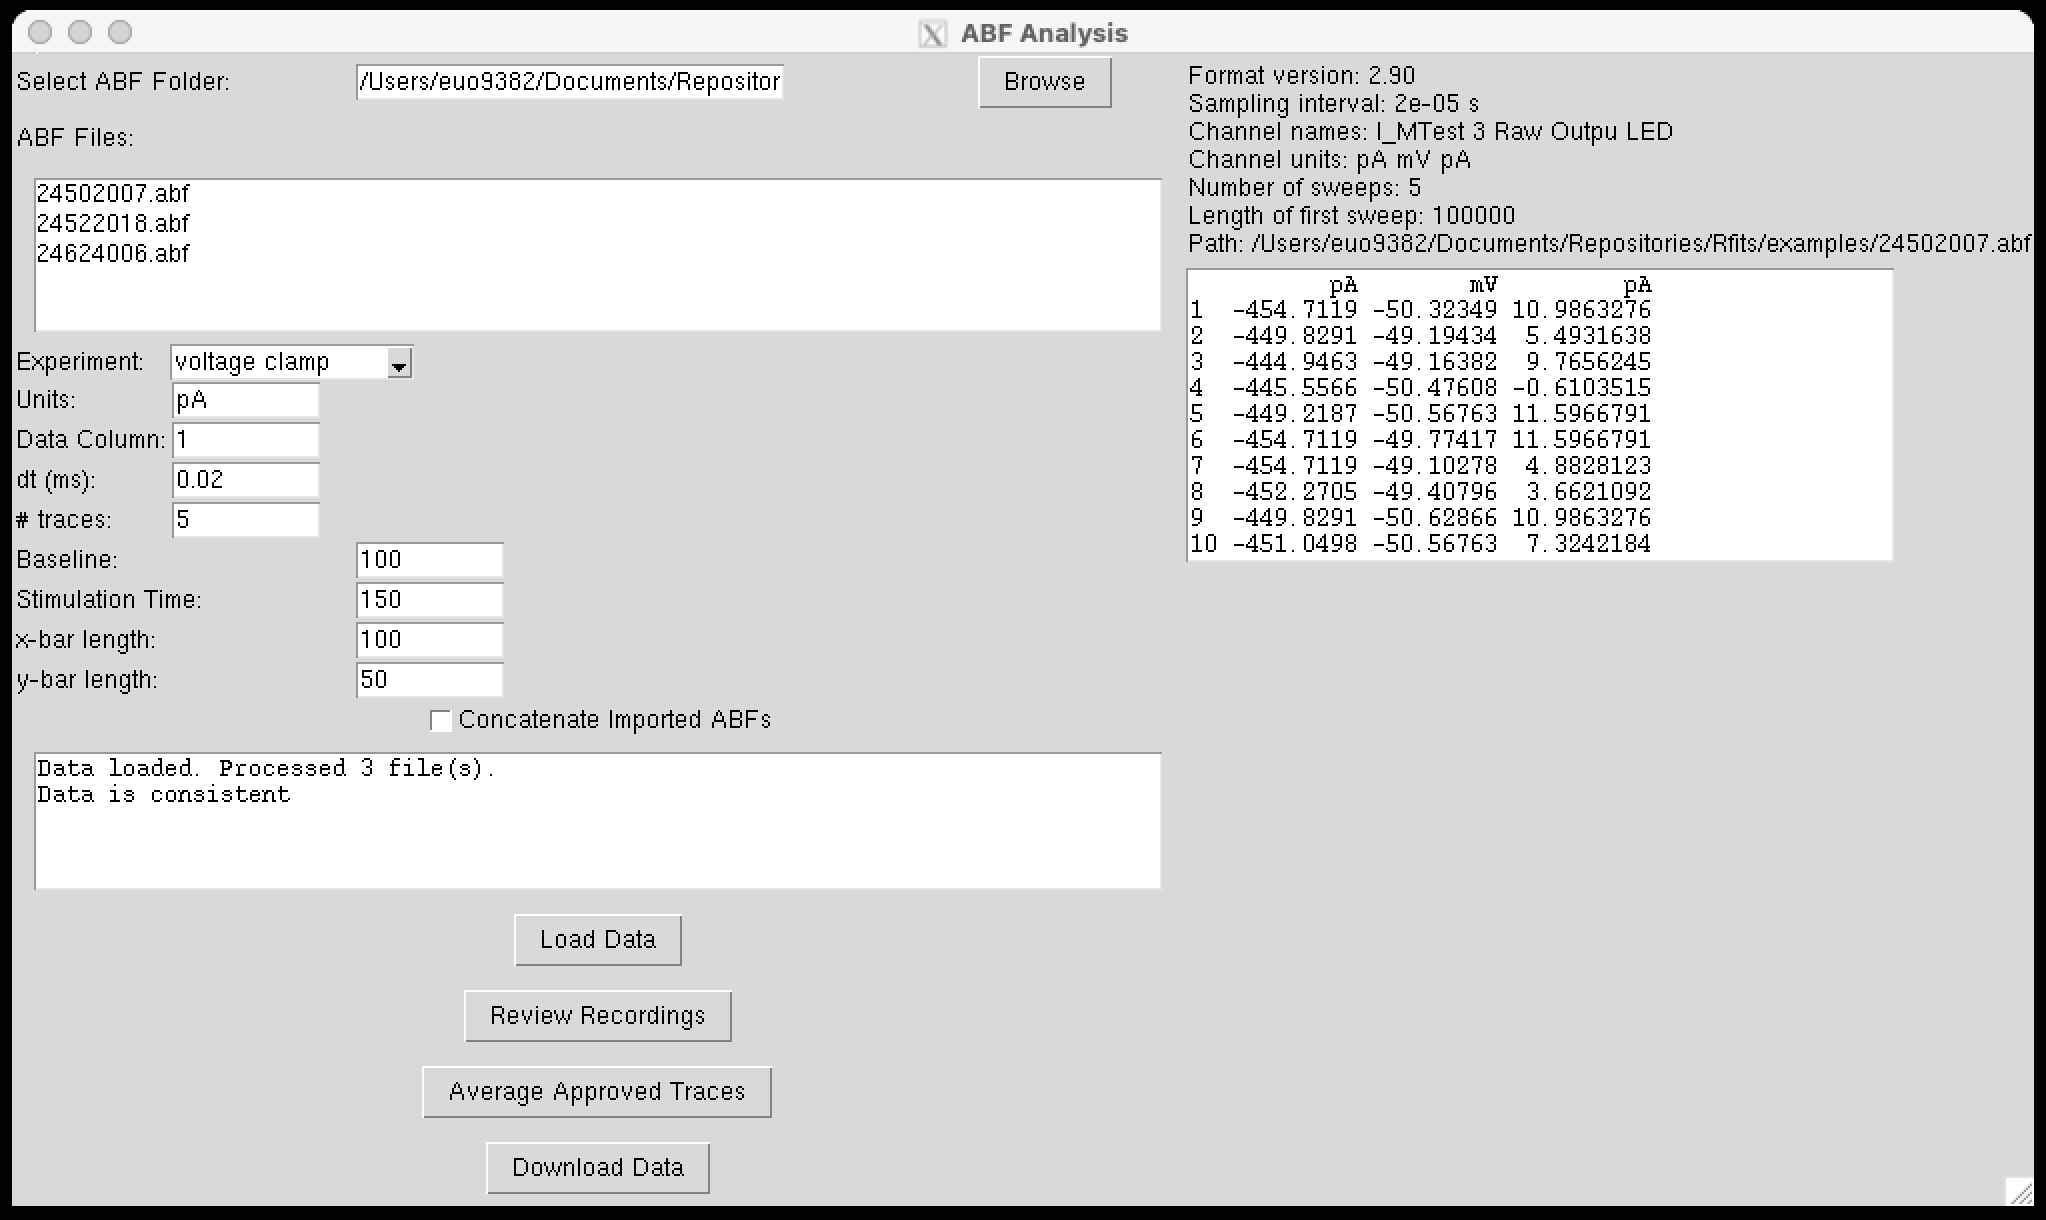 ABF Analysis
Select ABF Folder: /Users/euo9382/Documents/Repositor Browse
ABF Files:
24502007.abf
24522018.abf
24624006.abf
Experiment: voltage clamp
Units: pA
Data Column: 1
dt (ms): 0.02
# traces: 5
Baseline: 100
Stimulation Time: 150
x-bar length: 100
y-bar length: 50
Concatenate Imported ABFs
Data loaded. Processed 3 file(s).
Data is consistent
Load Data
Review Recordings
Average Approved Traces
Download Data
Format version: 2.90
Sampling interval: 2e-05 s
Channel names: I_MTest 3 Raw Outpu LED
Channel units: pA mV pA
Number of sweeps: 5
Length of first sweep: 100000
Path: /Users/euo9382/Documents/Repositories/Rfits/examples/24502007.abf
pA mV pA
1 -454.7119 -50.32349 10.9863276
2 -449.8291 -49.19434 5.4931638
3 -444.9463 -49.16382 9.7656245
4 -445.5566 -50.47608 -0.6103515
5 -449.2187 -50.56763 11.5966791
6 -454.7119 -49.77417 11.5966791
7 -454.7119 -49.10278 4.8828123
8 -452.2705 -49.40796 3.6621092
9 -449.8291 -50.62866 10.9863276
10 -451.0498 -50.56763 7.3242184